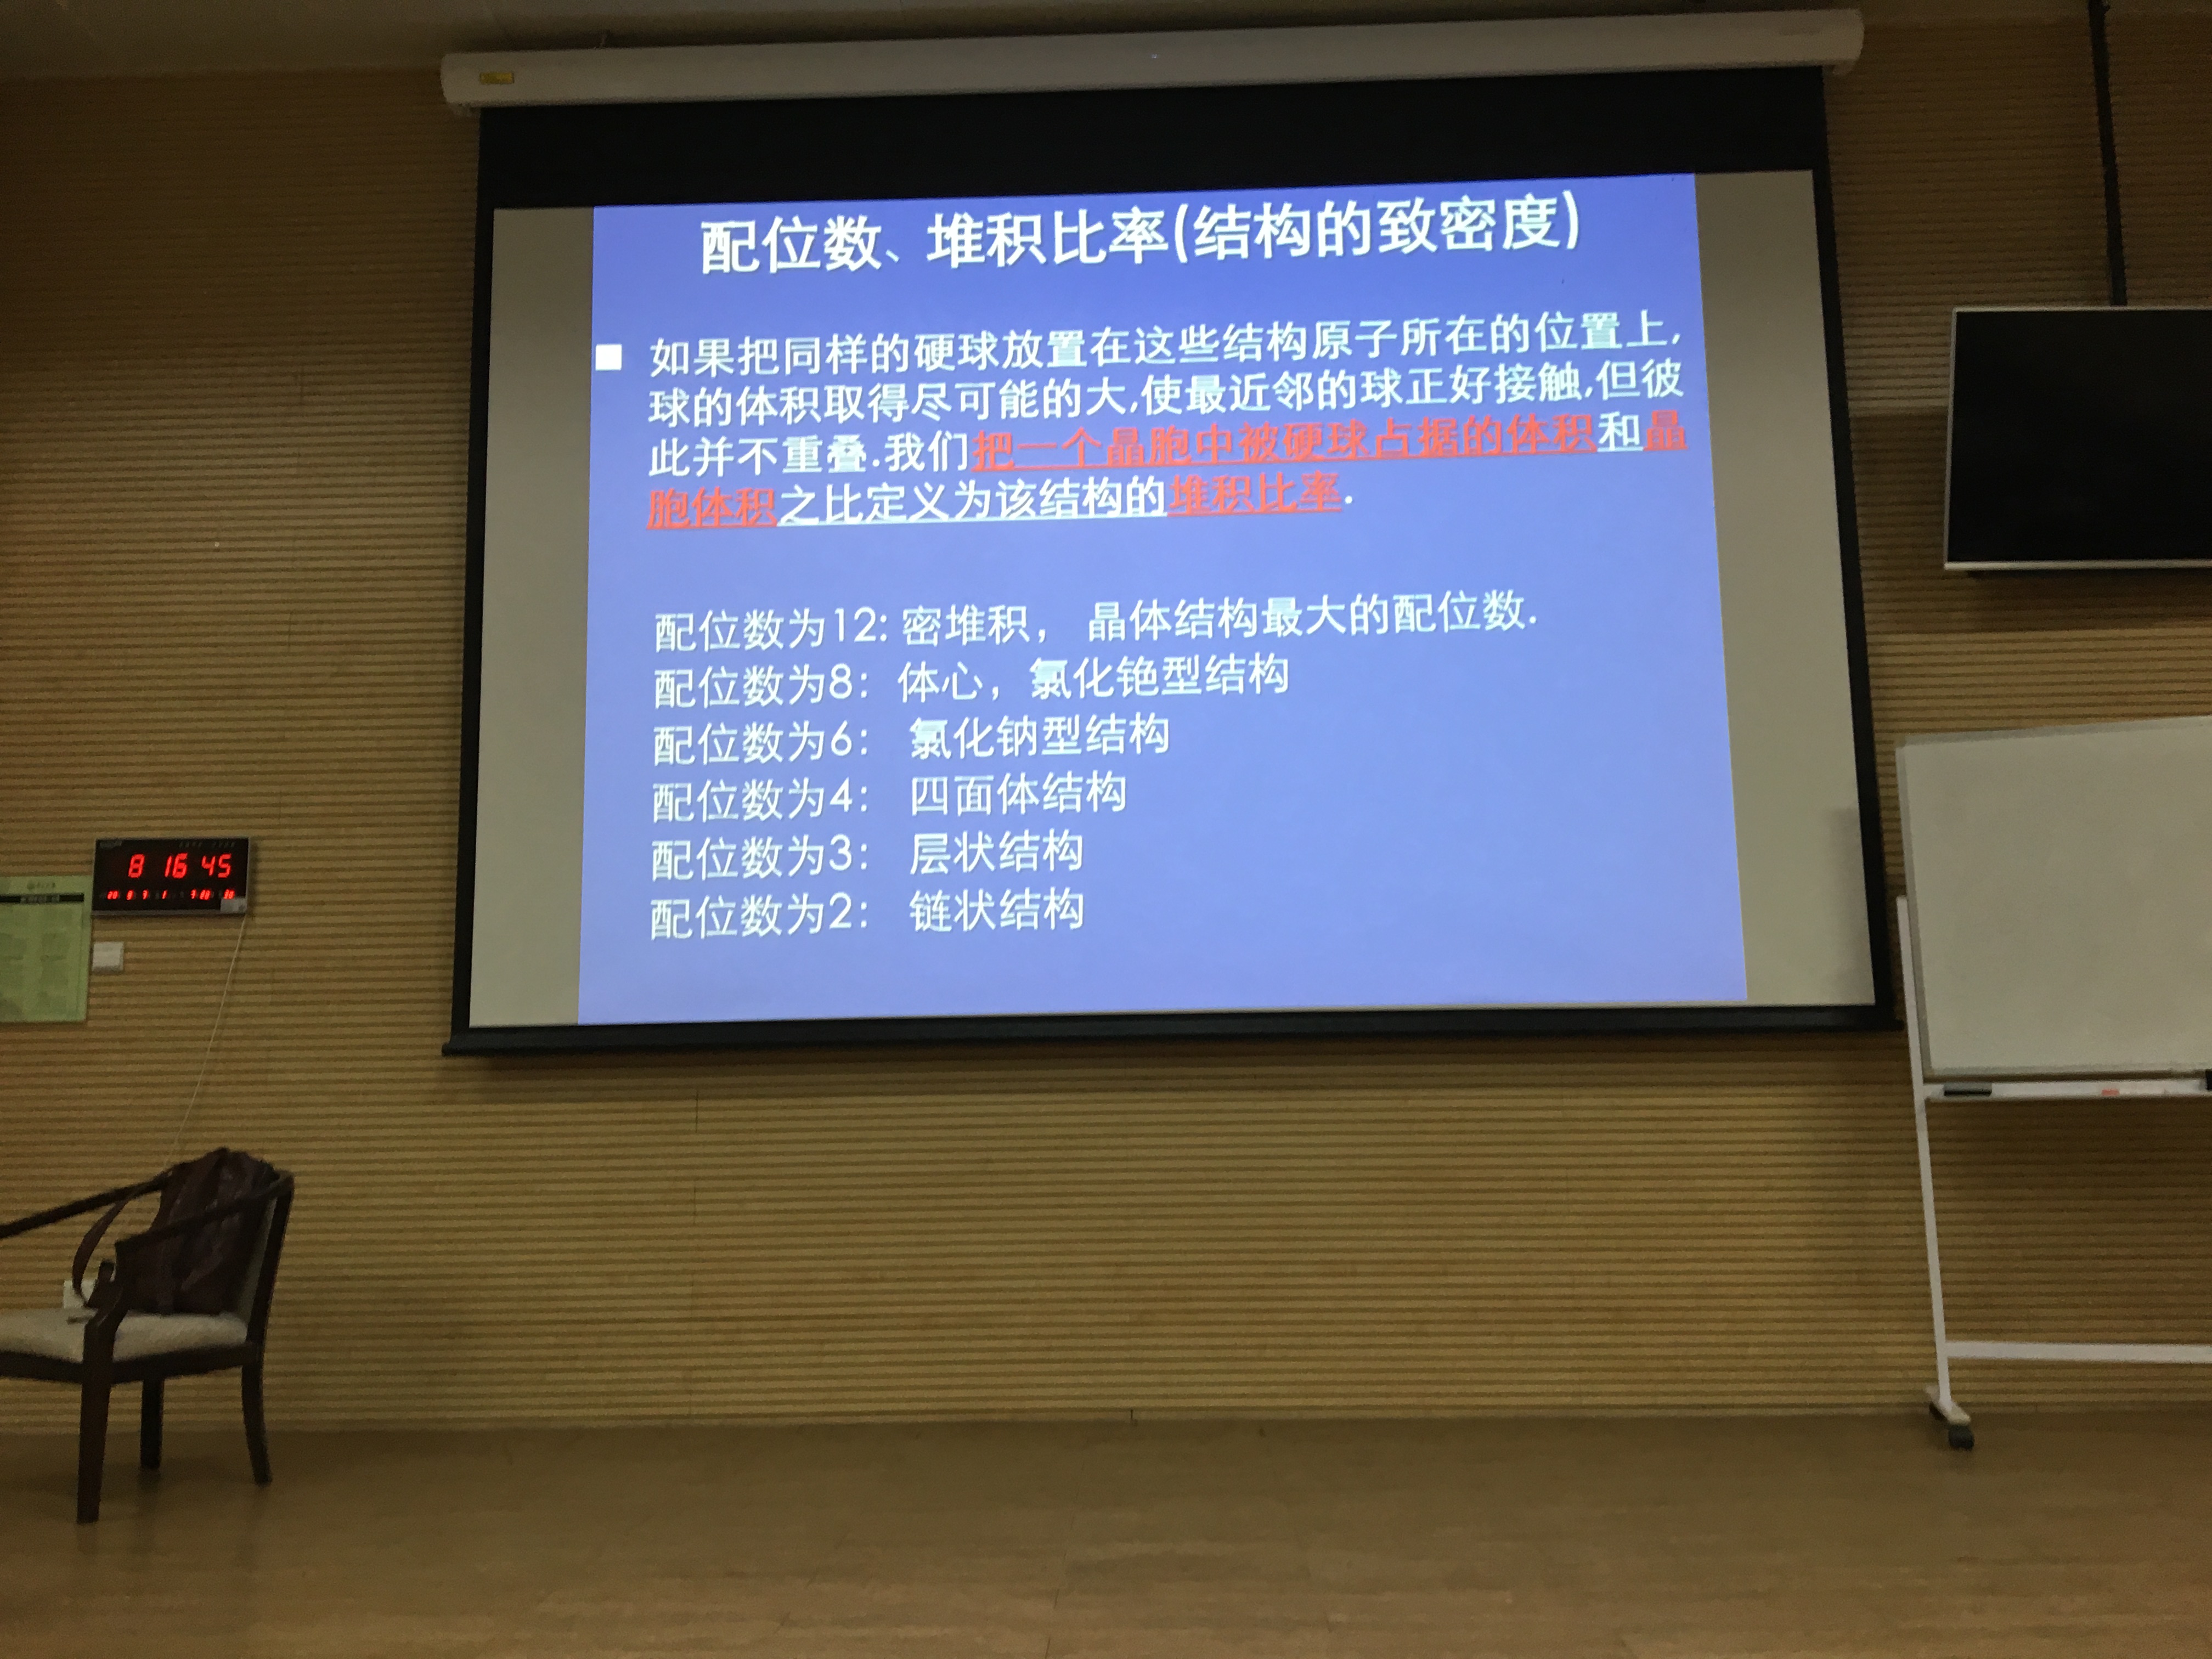 配位数、堆积比率(结构的致密度)
如果把同样的硬球放置在这些结构原子所在的位置上,
球的体积取得尽可能的大,使最近邻的球正好接触,但彼
此并不重叠.我们把一个晶胞中被硬球占据的体积和晶
胞体积之比定义为该结构的堆积比率.
配位数为12: 密堆积， 晶体结构最大的配位数.
配位数为8： 体心，氯化铯型结构
配位数为6： 氯化钠型结构
配位数为4： 四面体结构
配位数为3： 层状结构
配位数为2： 链状结构
8 16 45